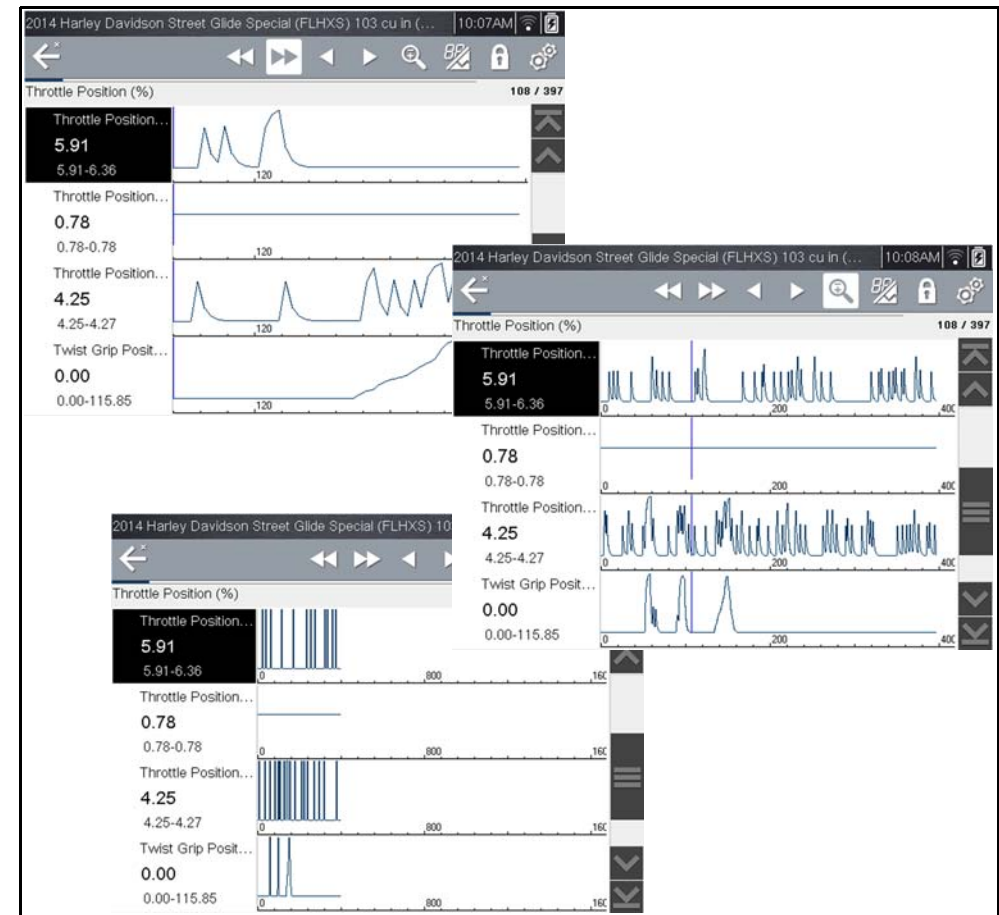 2014 Harley Davidson Street Glide Special (FLHXS) 103 cu in (... 10:07AM
Throttle Position (%) 108 / 397
Throttle Position...
5.91
5.91-6.36
120
Throttle Position...
0.78
0.78-0.78
120
Throttle Position...
4.25
4.25-4.27
120
Twist Grip Posit...
0.00
0.00-115.85
120
2014 Harley Davidson Street Glide Special (FLHXS) 103 cu in (... 10:08AM
Throttle Position (%) 108 / 397
Throttle Position...
5.91
5.91-6.36
0 200 400
Throttle Position...
0.78
0.78-0.78
0 200 400
Throttle Position...
4.25
4.25-4.27
0 200 400
Twist Grip Posit...
0.00
0.00-115.85
0 200 400
2014 Harley Davidson Street Glide Special (FLHXS) 10
Throttle Position (%)
Throttle Position...
5.91
5.91-6.36
0 800 160
Throttle Position...
0.78
0.78-0.78
0 800 160
Throttle Position...
4.25
4.25-4.27
0 800 160
Twist Grip Posit...
0.00
0.00-115.85
0 800 160